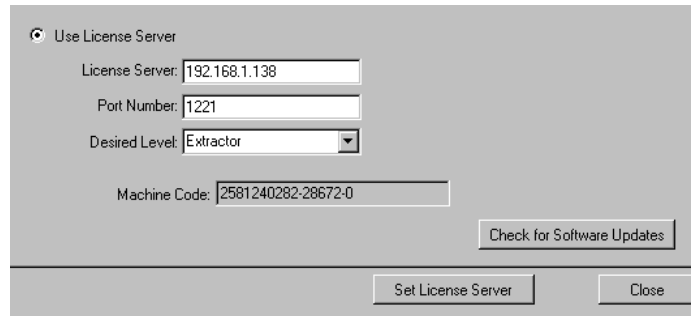 Use License Server
License Server: 192.168.1.138
Port Number: 1221
Desired Level: Extractor
Machine Code: 2581240282-28672-0
Check for Software Updates
Set License Server Close